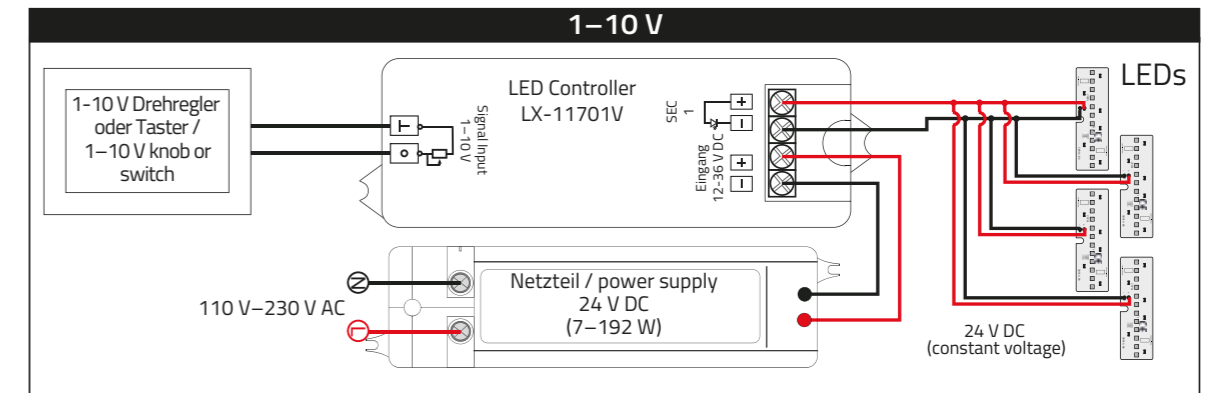 1–10 V
1-10 V Drehregler
oder Taster /
1–10 V knob or
switch
T
O
Signal Input
1–10 V
LED Controller
LX-11701V
SEC
1
+
–
Eingang
12-36 V DC
+
–
LEDs
110 V–230 V AC
N
L
Netzteil / power supply
24 V DC
(7–192 W)
24 V DC
(constant voltage)